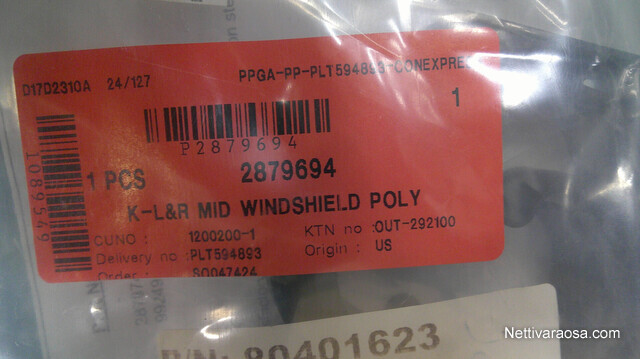 D17D2310A 24/127 PPGA-PP-PLT594893-CONEXPRE
1
P2879694
1089549
1 PCS 2879694
K-L&R MID WINDSHIELD POLY
CUNO : 1200200-1 KTN no :OUT-292100
Delivery no :PLT594893 Origin : US
Order : 80047424
P/N: 80401623
Nettivaraosa.com